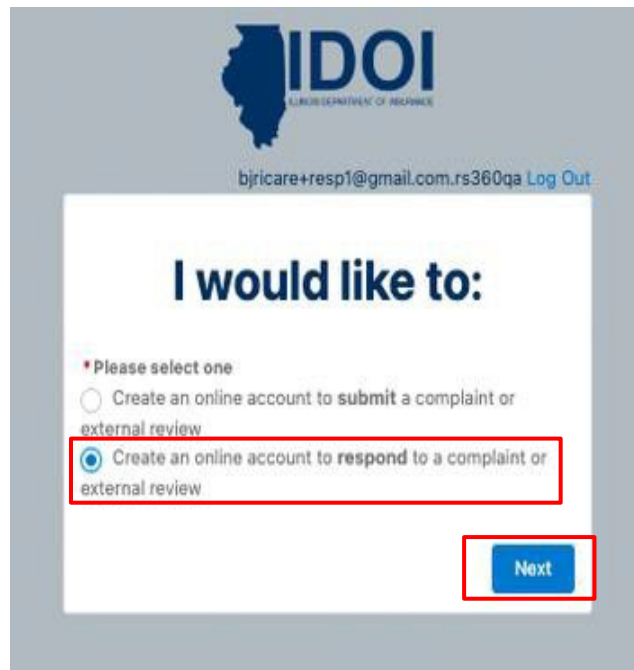 IDOI
ILLINOIS DEPARTMENT OF INSURANCE
bjricare+resp1@gmail.com.rs360qa Log Out
I would like to:
*Please select one
Create an online account to submit a complaint or
external review
Create an online account to respond to a complaint or
external review
Next